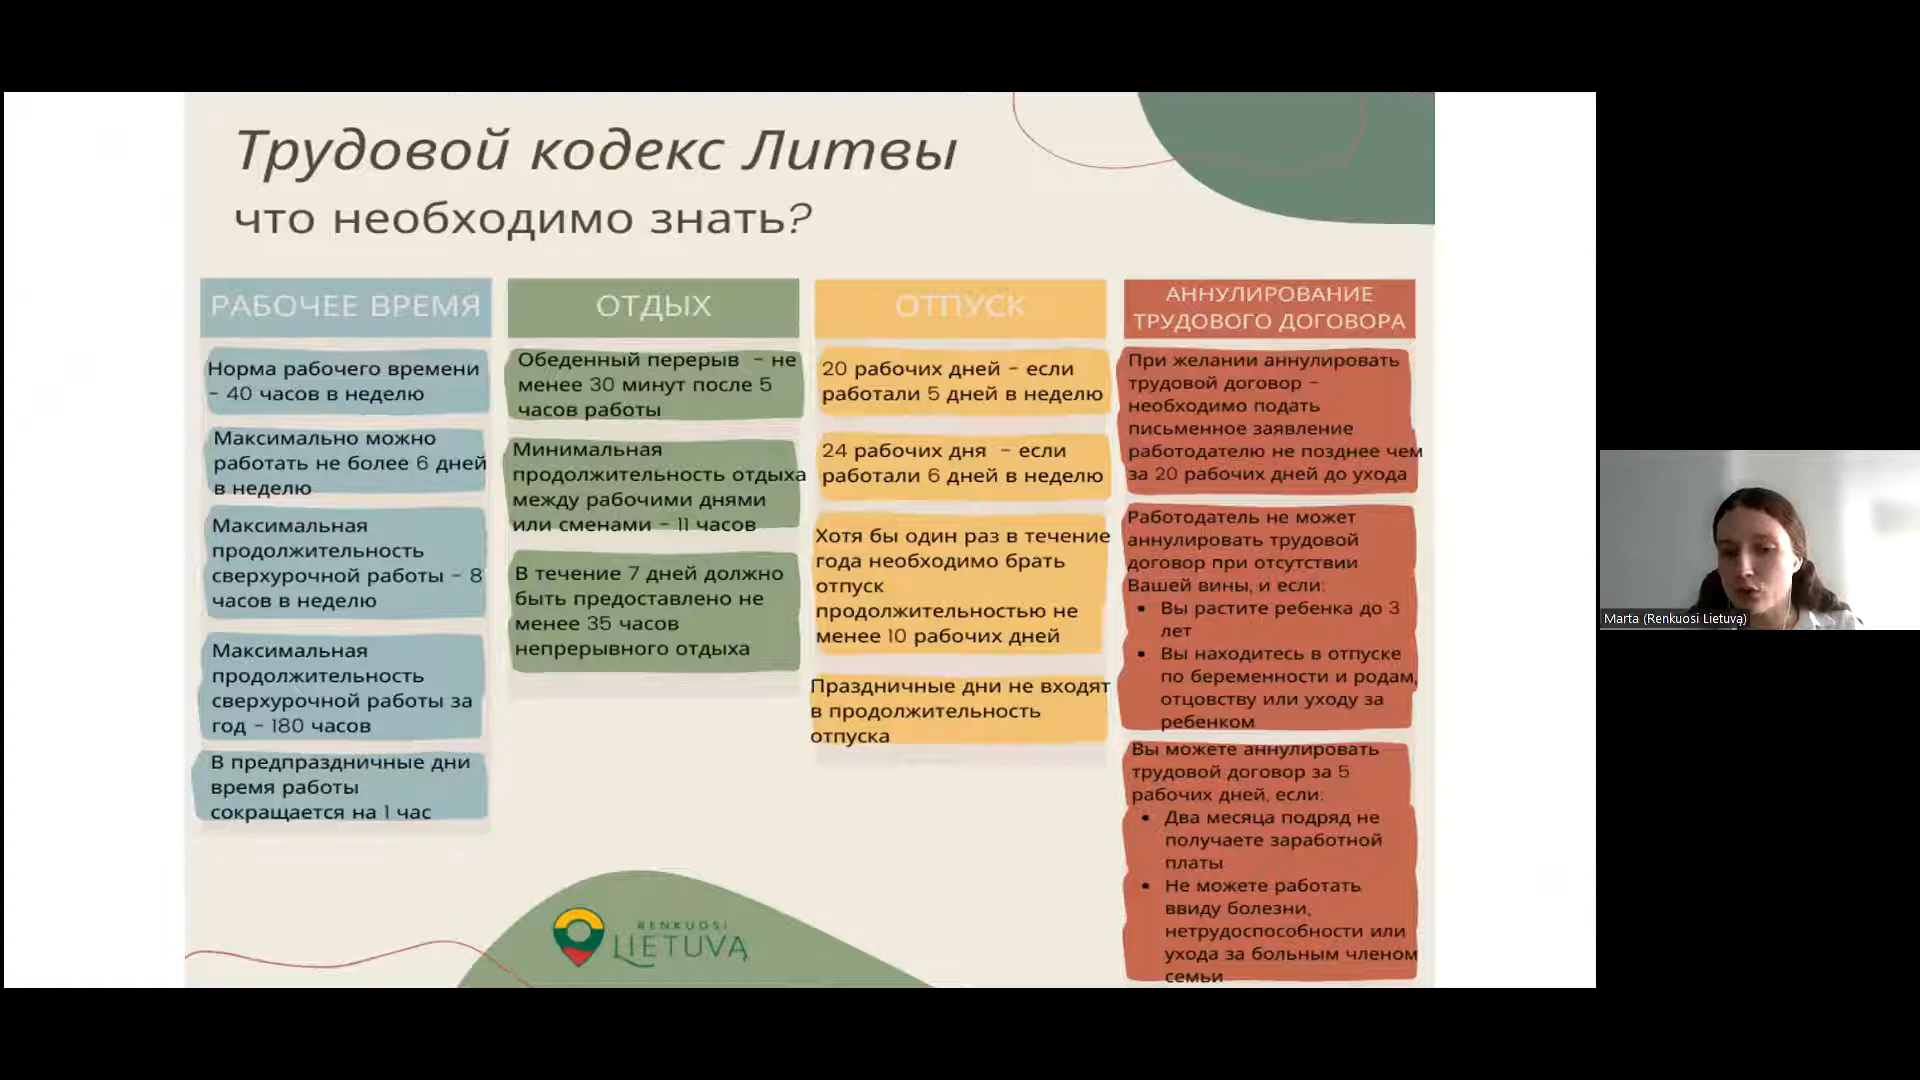 Трудовой кодекс Литвы
что необходимо знать?
РАБОЧЕЕ ВРЕМЯ
Норма рабочего времени
– 40 часов в неделю
Максимально можно
работать не более 6 дней
в неделю
Максимальная
продолжительность
сверхурочной работы – 8
часов в неделю
Максимальная
продолжительность
сверхурочной работы за
год – 180 часов
В предпраздничные дни
время работы
сокращается на 1 час
ОТДЫХ
Обеденный перерыв – не
менее 30 минут после 5
часов работы
Минимальная
продолжительность отдыха
между рабочими днями
или сменами – 11 часов
В течение 7 дней должно
быть предоставлено не
менее 35 часов
непрерывного отдыха
ОТПУСК
20 рабочих дней – если
работали 5 дней в неделю
24 рабочих дня – если
работали 6 дней в неделю
Хотя бы один раз в течение
года необходимо брать
отпуск
продолжительностью не
менее 10 рабочих дней
Праздничные дни не входят
в продолжительность
отпуска
АННУЛИРОВАНИЕ
ТРУДОВОГО ДОГОВОРА
При желании аннулировать
трудовой договор –
необходимо подать
письменное заявление
работодателю не позднее чем
за 20 рабочих дней до ухода
Работодатель не может
аннулировать трудовой
договор при отсутствии
Вашей вины, и если:
• Вы растите ребенка до 3
лет
• Вы находитесь в отпуске
по беременности и родам,
отцовству или уходу за
ребенком
Вы можете аннулировать
трудовой договор за 5
рабочих дней, если:
• Два месяца подряд не
получаете заработной
платы
• Не можете работать
ввиду болезни,
нетрудоспособности или
ухода за больным членом
семьи
RENKUOSI
LIETUVĄ
Marta (Renkuosi Lietuvą)